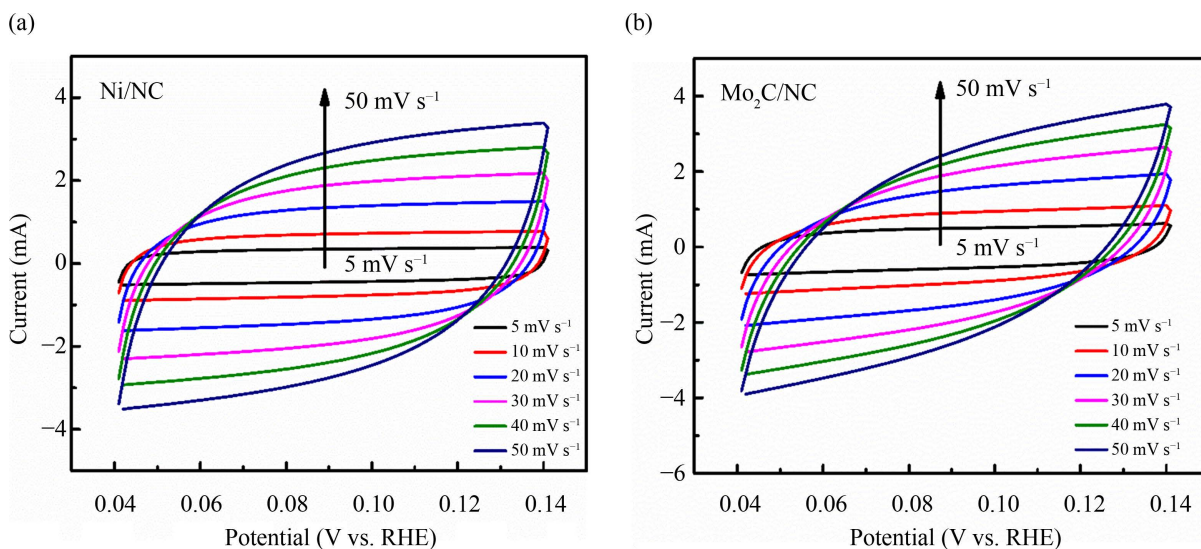 (a)
Ni/NC
50 mV s⁻¹
5 mV s⁻¹
5 mV s⁻¹
10 mV s⁻¹
20 mV s⁻¹
30 mV s⁻¹
40 mV s⁻¹
50 mV s⁻¹
4
2
0
−2
−4
Current (mA)
0.04 0.06 0.08 0.10 0.12 0.14
Potential (V vs. RHE)
(b)
Mo₂C/NC
50 mV s⁻¹
5 mV s⁻¹
5 mV s⁻¹
10 mV s⁻¹
20 mV s⁻¹
30 mV s⁻¹
40 mV s⁻¹
50 mV s⁻¹
4
2
0
−2
−4
−6
Current (mA)
0.04 0.06 0.08 0.10 0.12 0.14
Potential (V vs. RHE)